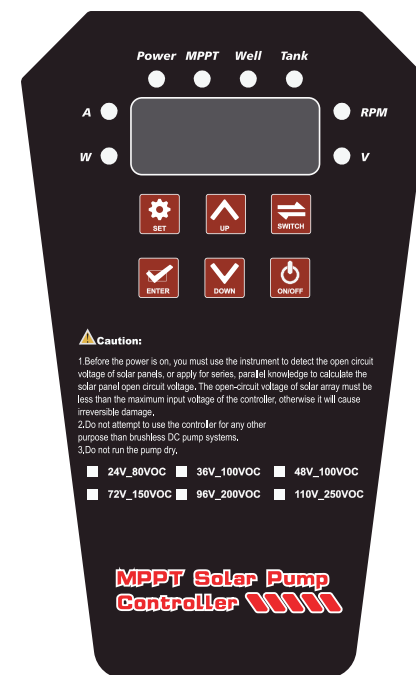 Power MPPT Well Tank
A RPM
W V
SET UP SWITCH
ENTER DOWN ON/OFF
Caution:
1.Before the power is on, you must use the instrument to detect the open circuit
voltage of solar panels, or apply for series, parallel knowledge to calculate the
solar panel open circuit voltage. The open-circuit voltage of solar array must be
less than the maximum input voltage of the controller, otherwise it will cause
irreversible damage.
2.Do not attempt to use the controller for any other
purpose than brushless DC pump systems.
3.Do not run the pump dry.
24V_80VOC 36V_100VOC 48V_100VOC
72V_150VOC 96V_200VOC 110V_250VOC
MPPT Solar Pump
Controller